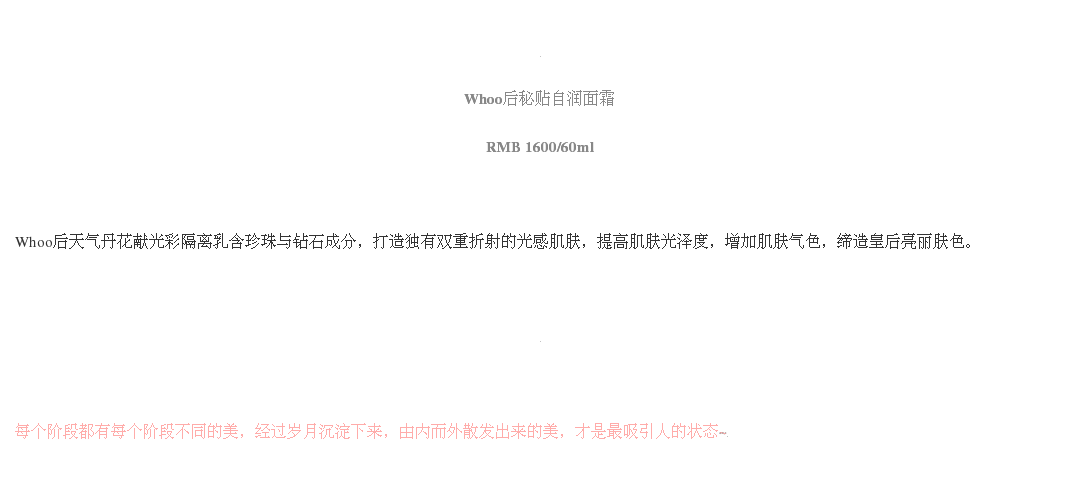 Whoo后秘贴自润面霜
RMB 1600/60ml
Whoo后天气丹花献光彩隔离乳含珍珠与钻石成分，打造独有双重折射的光感肌肤，提高肌肤光泽度，增加肌肤气色，缔造皇后亮丽肤色。
每个阶段都有每个阶段不同的美，经过岁月沉淀下来，由内而外散发出来的美，才是最吸引人的状态~.